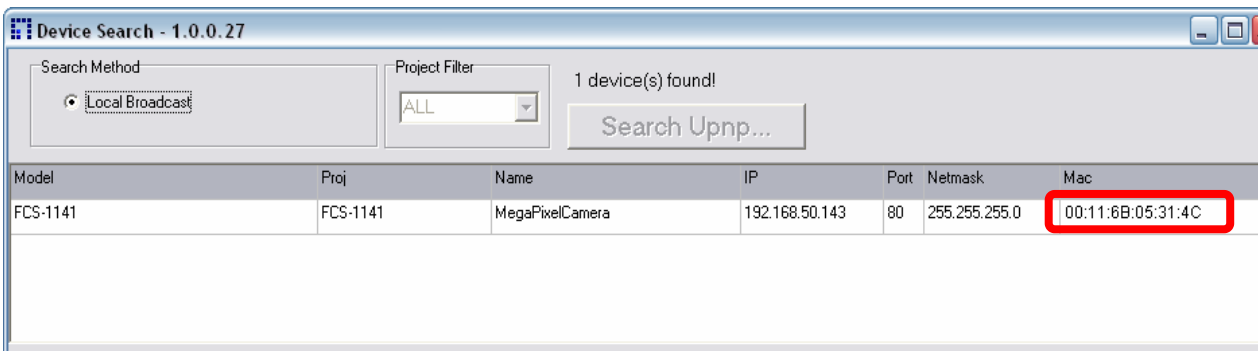 Device Search - 1.0.0.27
Search Method
Local Broadcast
Project Filter
ALL
1 device(s) found!
Search Upnp...
Model Proj Name IP Port Netmask Mac
FCS-1141 FCS-1141 MegaPixelCamera 192.168.50.143 80 255.255.255.0 00:11:6B:05:31:4C